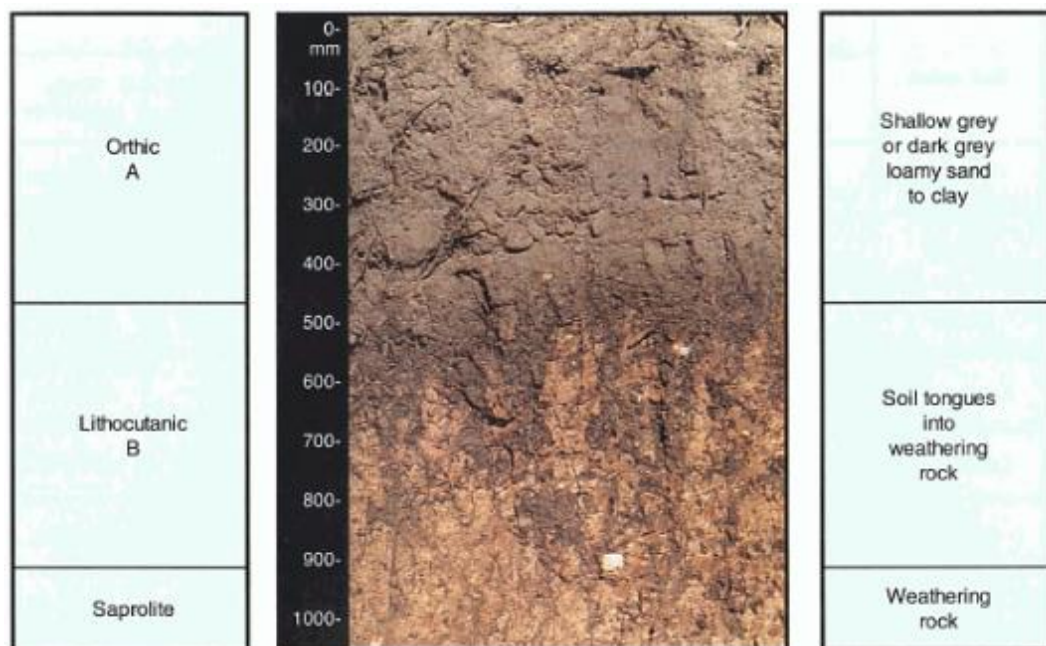 Orthic
A
Lithocutanic
B
Saprolite
0-
mm
100-
200-
300-
400-
500-
600-
700-
800-
900-
1000-
Shallow grey
or dark grey
loamy sand
to clay
Soil tongues
into
weathering
rock
Weathering
rock